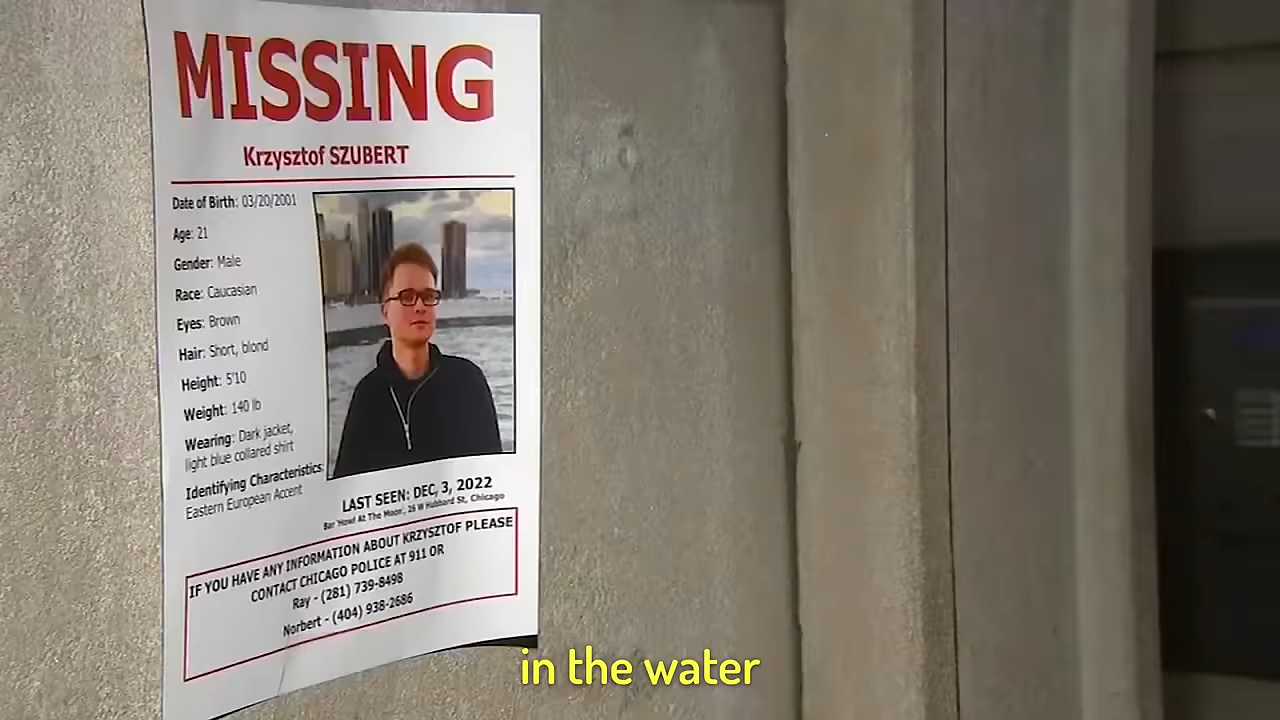 MISSING
Krzysztof SZUBERT
Date of Birth: 03/20/2001
Age: 21
Gender: Male
Race: Caucasian
Eyes: Brown
Hair: Short, blond
Height: 5'10
Weight: 140 lb
Wearing: Dark jacket,
light blue collared shirt
Identifying Characteristics:
Eastern European Accent
LAST SEEN: DEC, 3, 2022
Bar 'Howl At The Moon', 26 W Hubbard St, Chicago
IF YOU HAVE ANY INFORMATION ABOUT KRZYSZTOF PLEASE
CONTACT CHICAGO POLICE AT 911 OR
Ray - (281) 739-8498
Norbert - (404) 938-2686
in the water